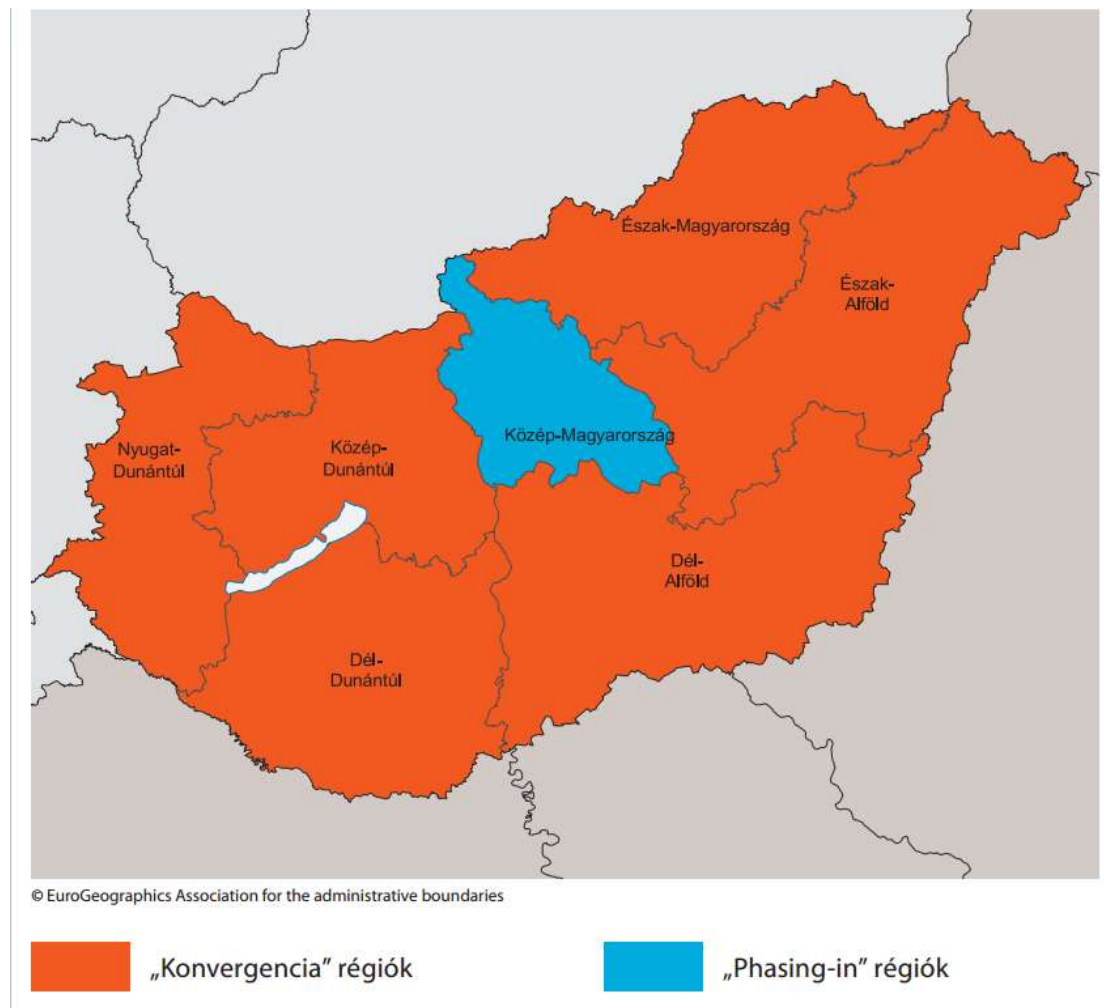 Észak-Magyarország
Észak-
Alföld
Nyugat-
Dunántúl
Közép-
Dunántúl
Közép-Magyarország
Dél-
Alföld
Dél-
Dunántúl
© EuroGeographics Association for the administrative boundaries
„Konvergencia” régiók
„Phasing-in” régiók